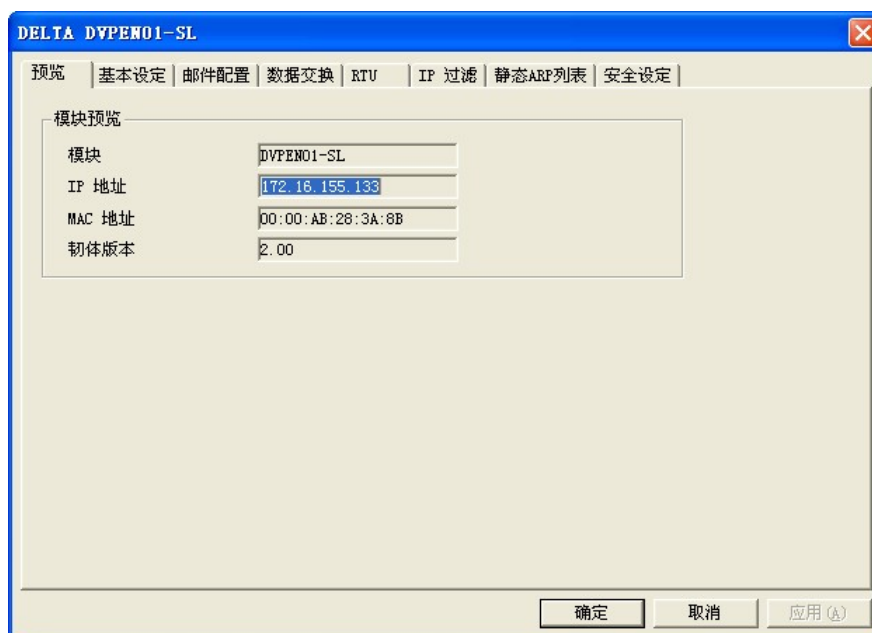 DELTA DVPEN01-SL
预览 基本设定 邮件配置 数据交换 RTU IP 过滤 静态ARP列表 安全设定
模块预览
模块 DVPEN01-SL
IP 地址 172.16.155.133
MAC 地址 00:00:AB:28:3A:8B
韧体版本 2.00
确定 取消 应用(A)